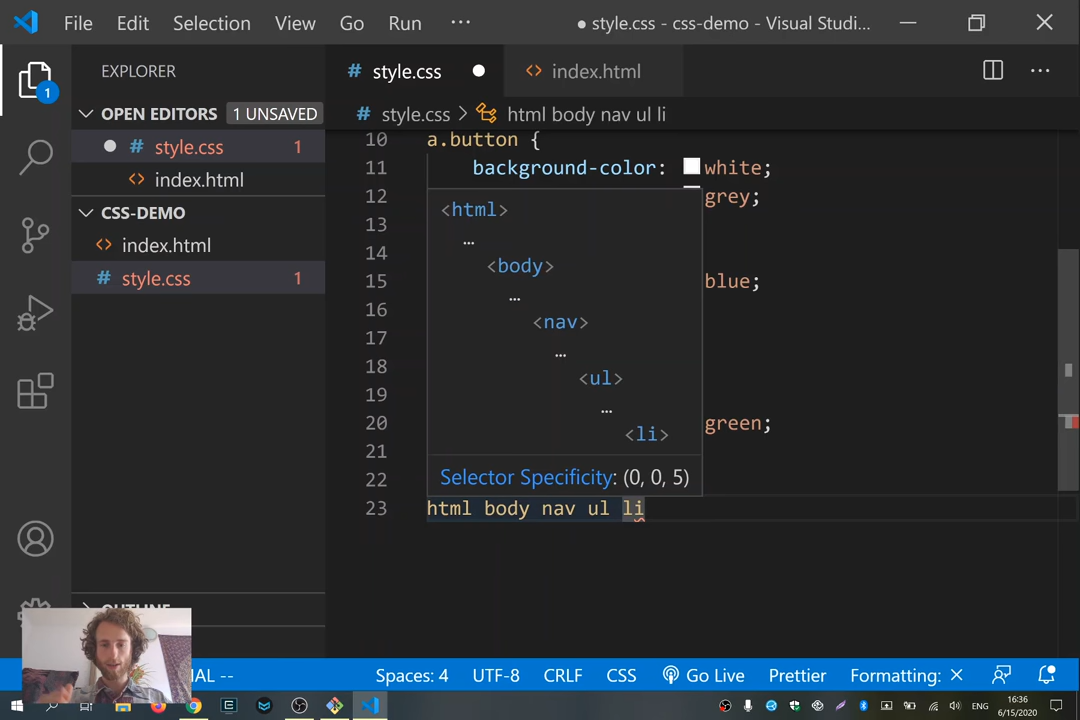 File Edit Selection View Go Run ··· ● style.css - css-demo - Visual Studi...
EXPLORER
OPEN EDITORS 1 UNSAVED
# style.css 1
<> index.html
CSS-DEMO
<> index.html
# style.css 1
OUTLINE
1
# style.css ● <> index.html
# style.css > html body nav ul li
10 a.button {
11 background-color: white;
12 grey;
13
14
15 blue;
16
17
18
19
20 green;
21
22
23 html body nav ul li
<html>
…
<body>
…
<nav>
…
<ul>
…
<li>
Selector Specificity: (0, 0, 5)
AL -- Spaces: 4 UTF-8 CRLF CSS Go Live Prettier Formatting: ×
ENG 16:36
6/15/2020